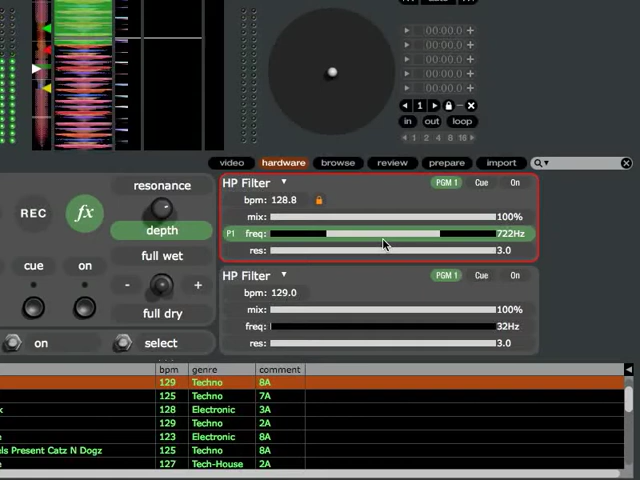 auto
00:00.0
00:00.0
00:00.0
00:00.0
00:00.0
1
in out loop
1 2 4 8 16
video hardware browse review prepare import
resonance
REC
fx
depth
full wet
cue on
- +
full dry
on select
HP Filter PGM 1 Cue On
bpm: 128.8
mix: 100%
P1 freq: 722Hz
res: 3.0
HP Filter PGM 1 Cue On
bpm: 129.0
mix: 100%
freq: 32Hz
res: 3.0
bpm genre comment
129 Techno 8A
125 Techno 7A
128 Electronic 3A
129 Techno 2A
123 Electronic 8A
els Present Catz N Dogz 125 Techno 8A
127 Tech-House 2A